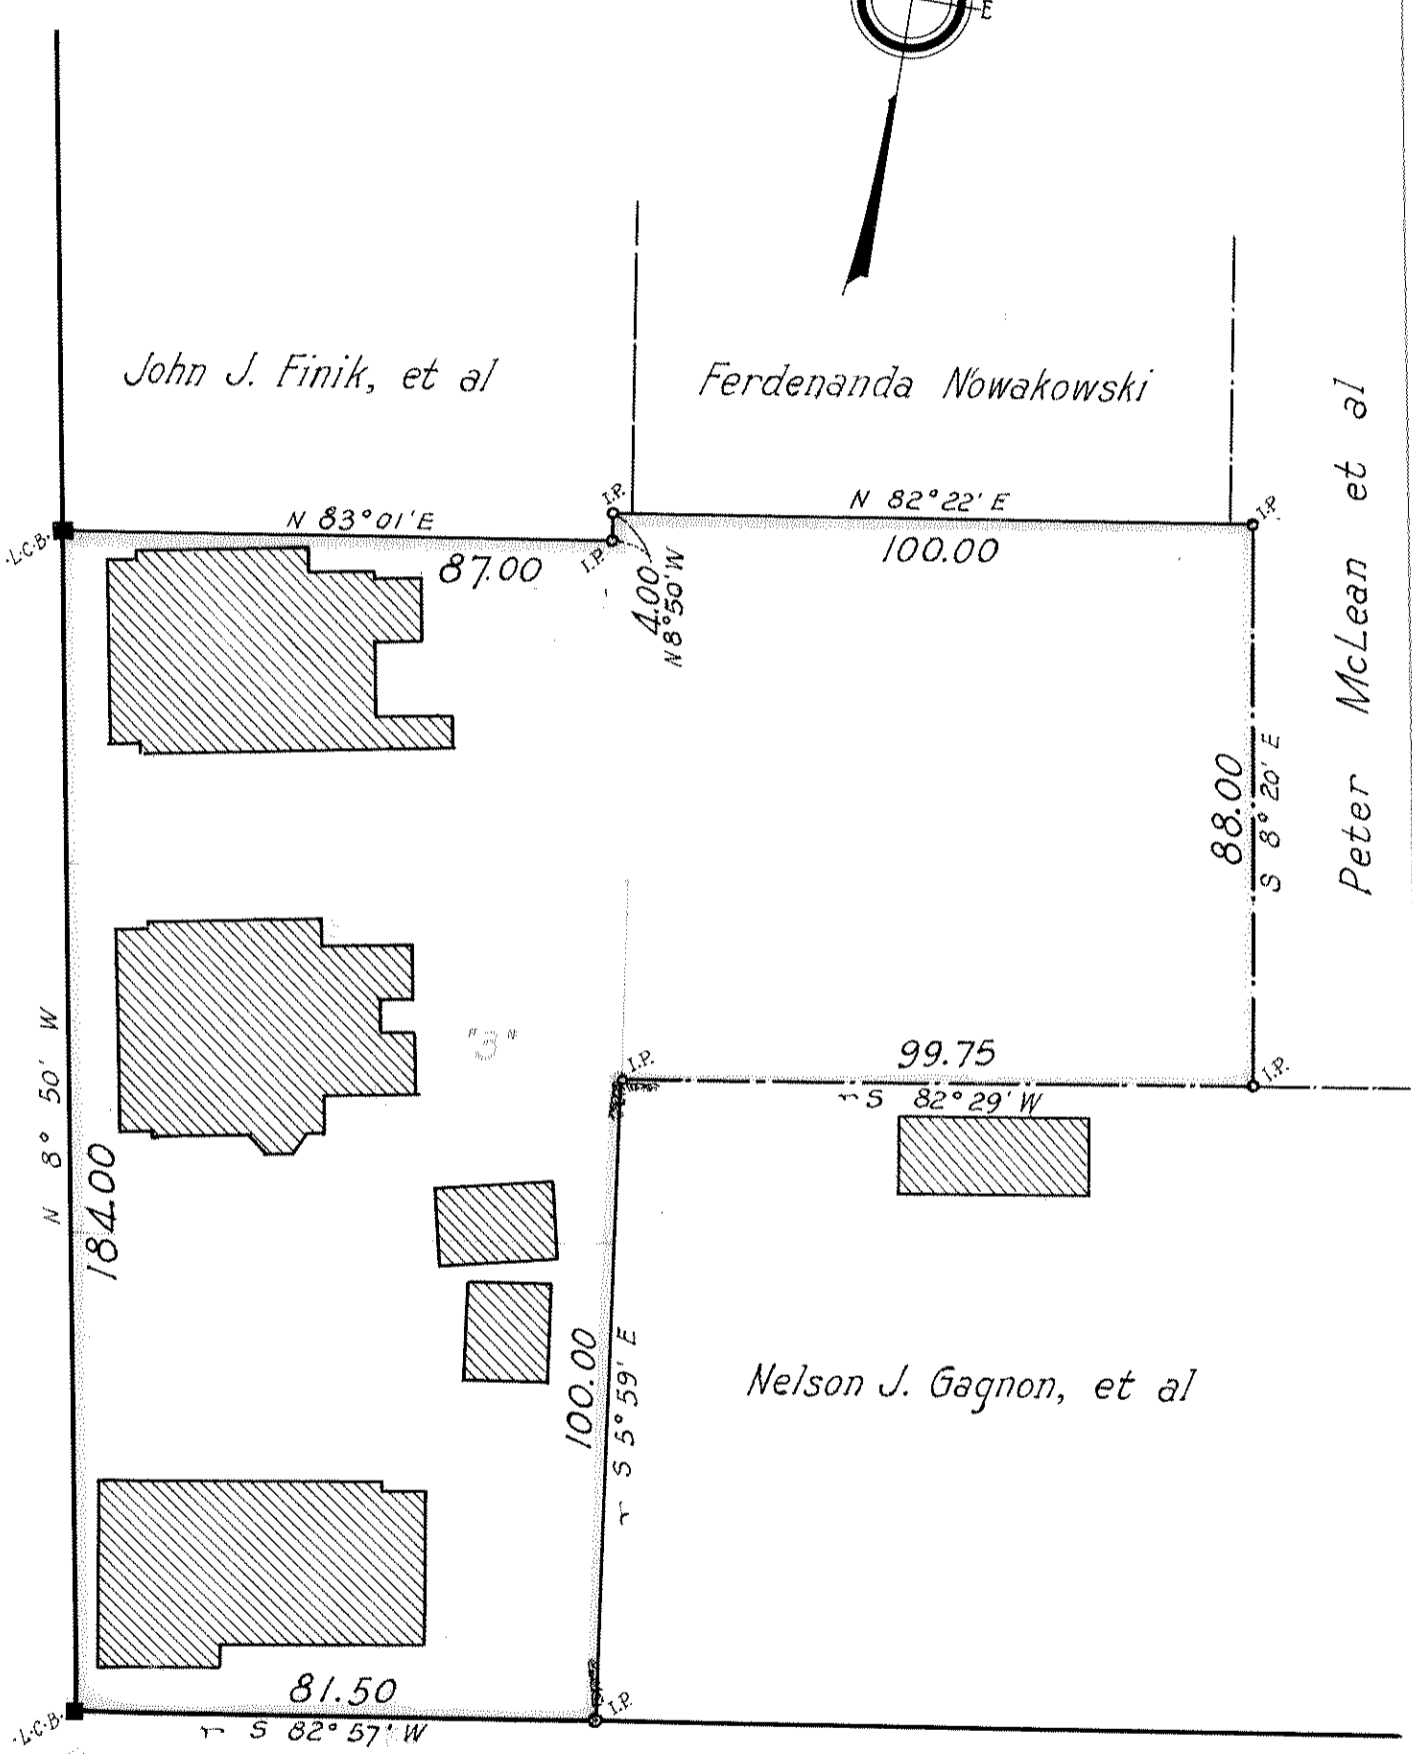 E
John J. Finik, et al
Ferdenanda Nowakowski
Peter McLean et al
L.C.B.
N 83°01'E
87.00
I.P.
I.P.
4.00
N8°50'W
N 82°22'E
100.00
I.P.
88.00
S 8°20' E
"3"
I.P.
99.75
r S 82°29' W
I.P.
N 8° 50' W
184.00
100.00
r S 5°59' E
Nelson J. Gagnon, et al
81.50
r S 82°57' W
L.C.B.
I.P.